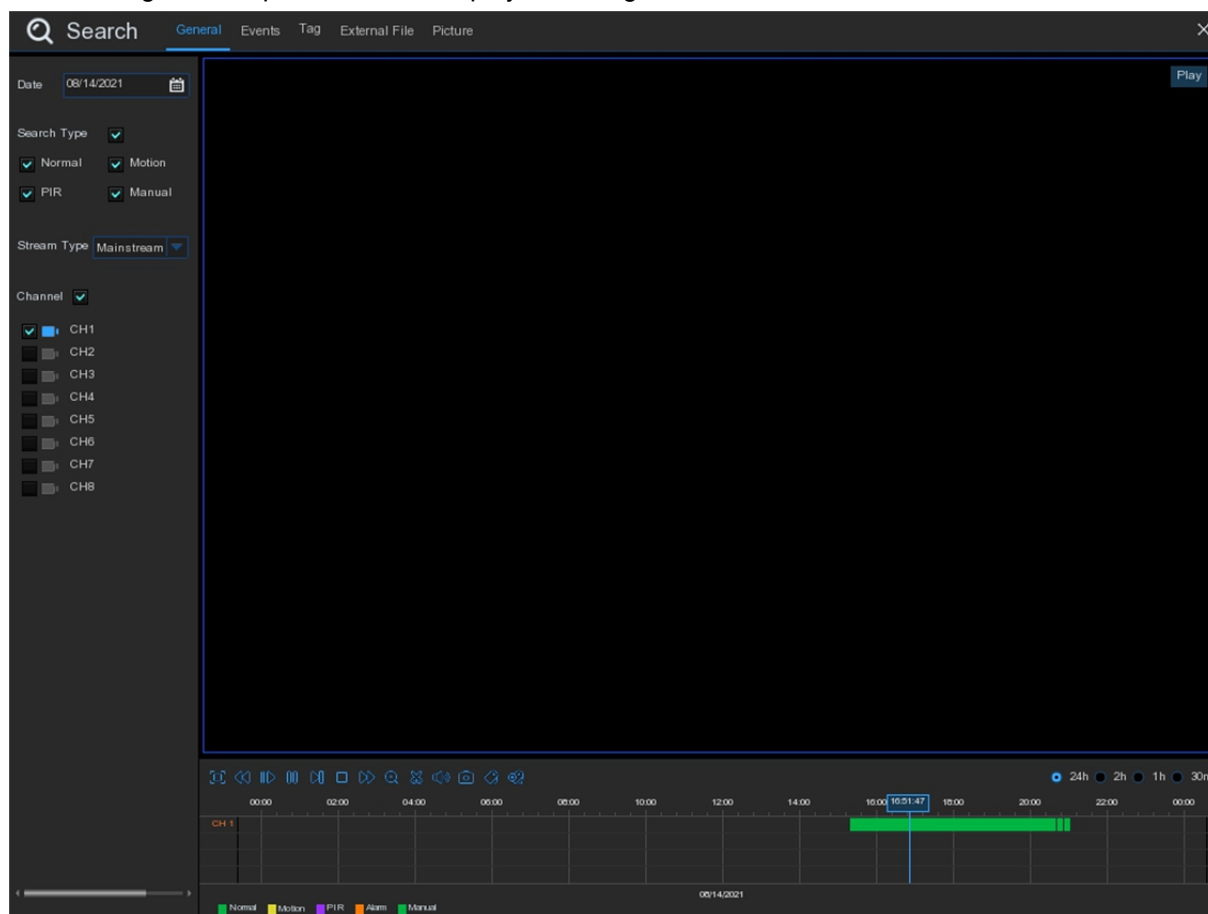 Search General Events Tag External File Picture
Play
Date 08/14/2021
Search Type
Normal Motion
PIR Manual
Stream Type Mainstream
Channel
CH1
CH2
CH3
CH4
CH5
CH6
CH7
CH8
24h 2h 1h
00:00 02:00 04:00 06:00 08:00 10:00 12:00 14:00 16:00 16:51:47 18:00 20:00 22:00 00:00
CH 1
08/14/2021
Normal Motion PIR Alarm Manual